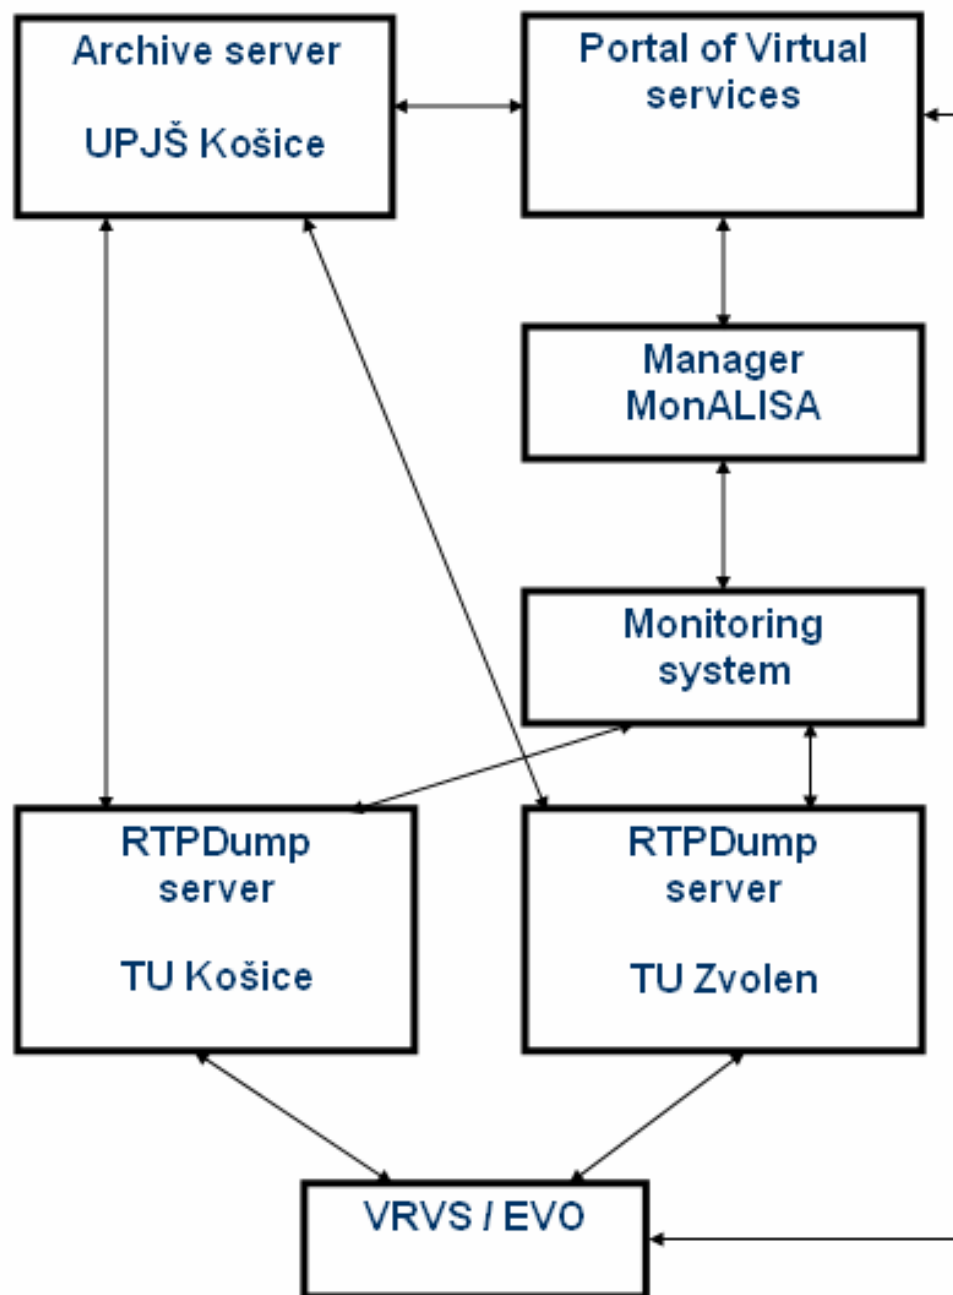 Archive server
UPJŠ Košice
Portal of Virtual
services
Manager
MonALISA
Monitoring
system
RTPDump
server
TU Košice
RTPDump
server
TU Zvolen
VRVS / EVO